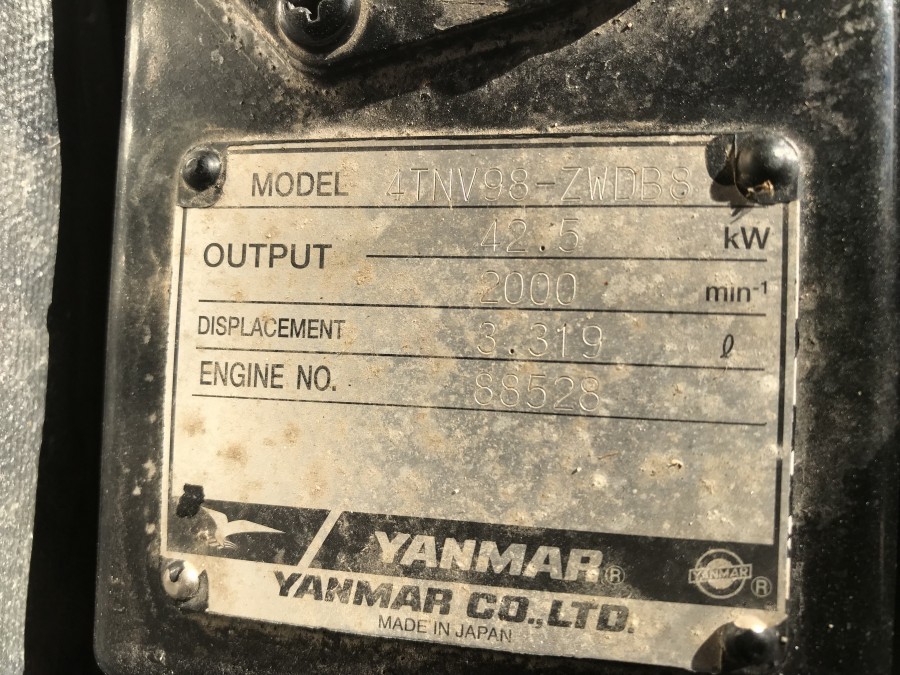 MODEL 4TNV98-ZWDB8
OUTPUT 42.5 kW
2000 min-1
DISPLACEMENT 3.319 ℓ
ENGINE NO. 88528
YANMAR®
YANMAR ®
YANMAR CO.,LTD.
MADE IN JAPAN